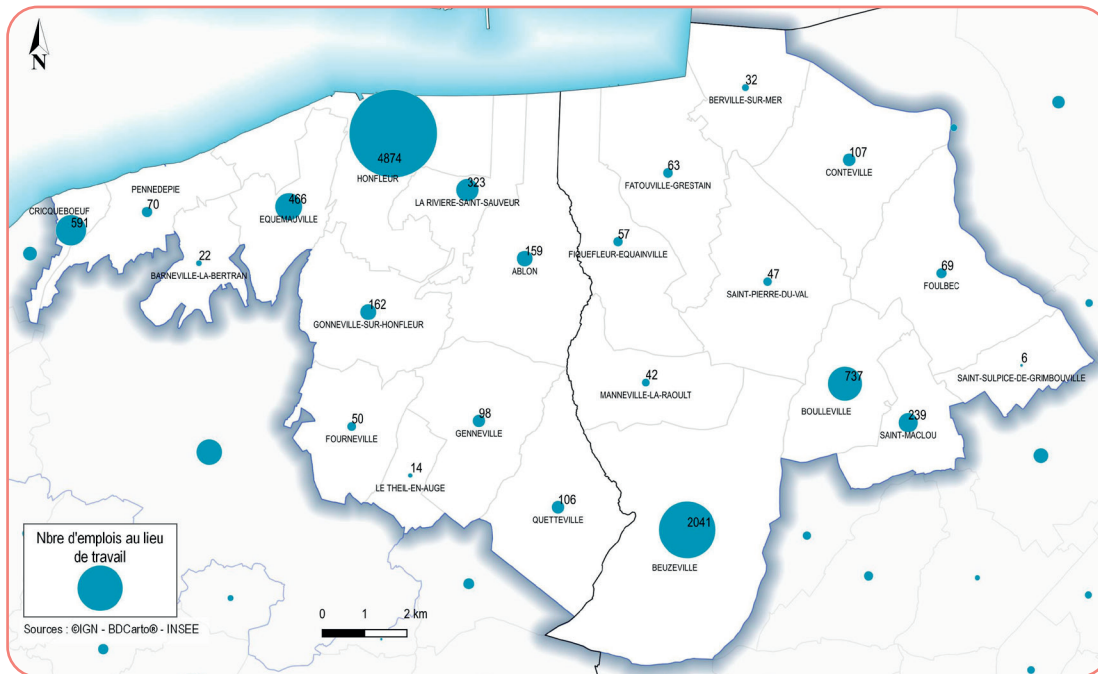 N
32
BERVILLE-SUR-MER
4874
HONFLEUR
107
CONTEVILLE
63
FATOUVILLE-GRESTAIN
323
LA RIVIERE-SAINT-SAUVEUR
PENNEDEPIE
70
CRICQUEBOEUF
591
466
EQUEMAUVILLE
57
FIQUEFLEUR-EQUAINVILLE
22
BARNEVILLE-LA-BERTRAN
159
ABLON
47
SAINT-PIERRE-DU-VAL
69
FOULBEC
162
GONNEVILLE-SUR-HONFLEUR
6
SAINT-SULPICE-DE-GRIMBOUVILLE
42
MANNEVILLE-LA-RAOULT
737
BOULLEVILLE
239
SAINT-MACLOU
50
FOURNEVILLE
98
GENNEVILLE
14
LE THEIL-EN-AUGE
106
QUETTEVILLE
2041
BEUZEVILLE
Nbre d'emplois au lieu
de travail
0 1 2 km
Sources : ©IGN - BDCarto® - INSEE